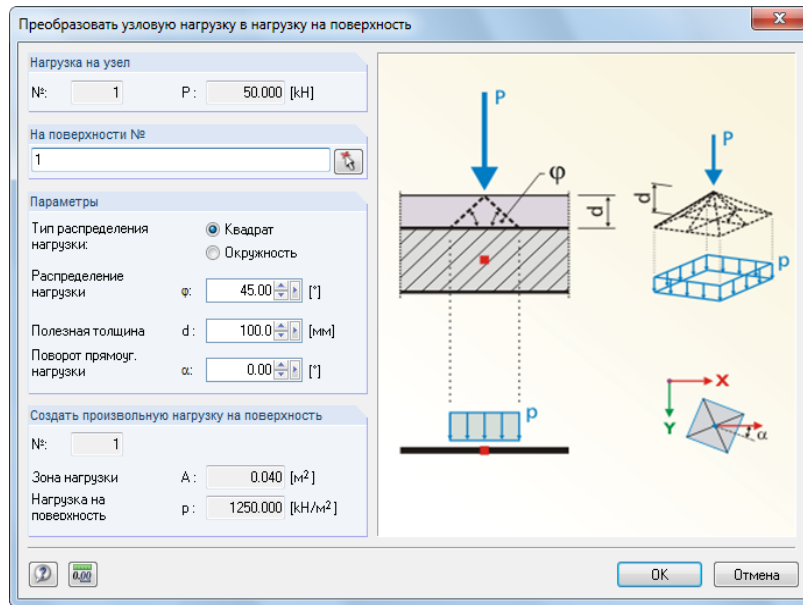 Преобразовать узловую нагрузку в нагрузку на поверхность
Нагрузка на узел
№: 1 P: 50.000 [kH]
На поверхности №
1
Параметры
Тип распределения
нагрузки:
Квадрат
Окружность
Распределение
нагрузки φ: 45.00 [°]
Полезная толщина d: 100.0 [мм]
Поворот прямоуг.
нагрузки α: 0.00 [°]
Создать произвольную нагрузку на поверхность
№: 1
Зона нагрузки A: 0.040 [м²]
Нагрузка на
поверхность p: 1250.000 [kH/м²]
P
φ
d
p
P
d
p
X
Y
α
0.00
OK
Отмена